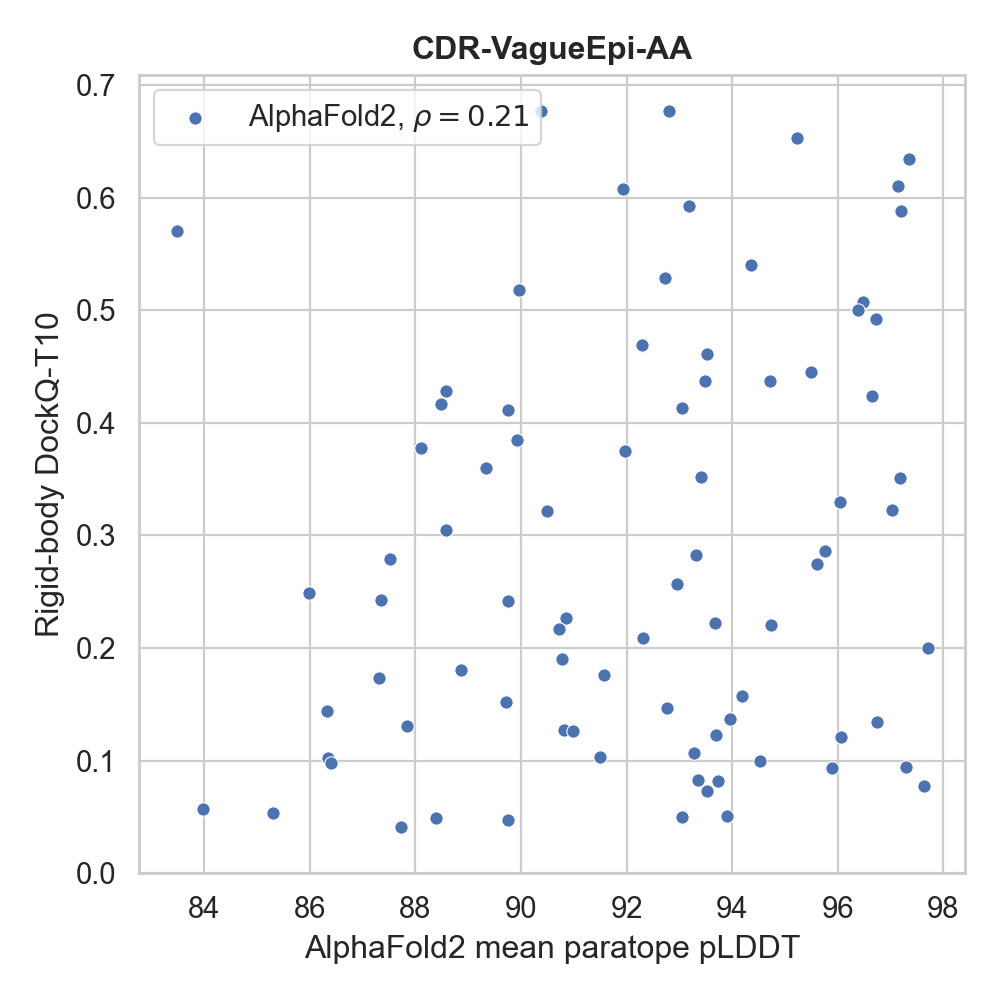 CDR-VagueEpi-AA
AlphaFold2, ρ = 0.21
0.7
0.6
0.5
0.4
0.3
0.2
0.1
0.0
Rigid-body DockQ-T10
84 86 88 90 92 94 96 98
AlphaFold2 mean paratope pLDDT